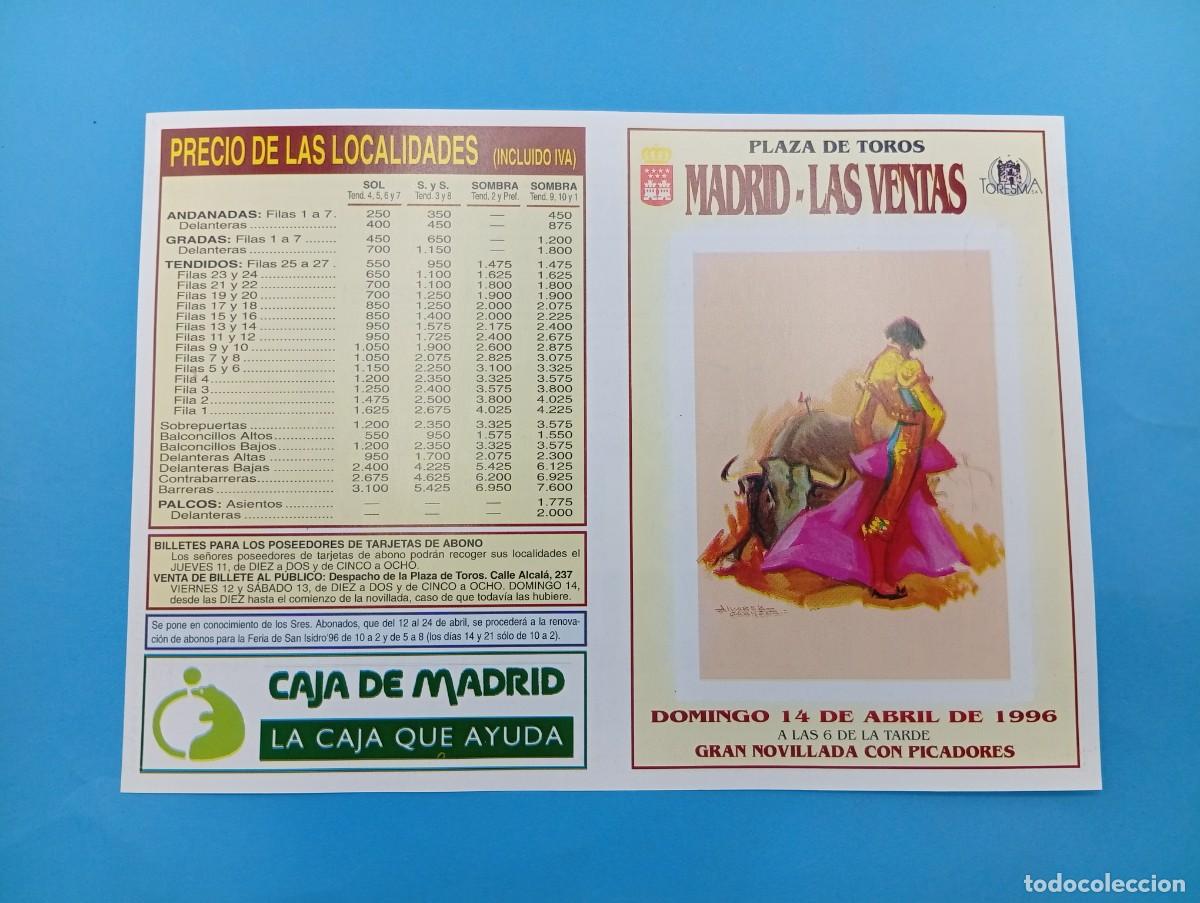 PRECIO DE LAS LOCALIDADES (INCLUIDO IVA)
SOL S. y S. SOMBRA SOMBRA
Tend. 4, 5, 6 y 7 Tend. 3 y 8 Tend. 2 y Pref. Tend. 9, 10 y 1
ANDANADAS: Filas 1 a 7. 250 350 — 450
Delanteras 400 450 — 875
GRADAS: Filas 1 a 7 450 650 — 1.200
Delanteras 700 1.150 — 1.800
TENDIDOS: Filas 25 a 27. 550 950 1.475 1.475
Filas 23 y 24 650 1.100 1.625 1.625
Filas 21 y 22 700 1.100 1.800 1.800
Filas 19 y 20 700 1.250 1.900 1.900
Filas 17 y 18 850 1.250 2.000 2.075
Filas 15 y 16 850 1.400 2.000 2.225
Filas 13 y 14 950 1.575 2.175 2.400
Filas 11 y 12 950 1.725 2.400 2.675
Filas 9 y 10 1.050 1.900 2.600 2.875
Filas 7 y 8 1.050 2.075 2.825 3.075
Filas 5 y 6 1.150 2.250 3.100 3.325
Fila 4 1.200 2.350 3.325 3.575
Fila 3 1.250 2.400 3.575 3.800
Fila 2 1.475 2.500 3.800 4.025
Fila 1 1.625 2.675 4.025 4.225
Sobrepuertas 1.200 2.350 3.325 3.575
Balconcillos Altos 550 950 1.575 1.550
Balconcillos Bajos 1.200 2.350 3.325 3.575
Delanteras Altas 950 1.700 2.075 2.300
Delanteras Bajas 2.400 4.225 5.425 6.125
Contrabarreras 2.675 4.625 6.200 6.925
Barreras 3.100 5.425 6.950 7.600
PALCOS: Asientos — — — 1.775
Delanteras — — — 2.000
BILLETES PARA LOS POSEEDORES DE TARJETAS DE ABONO
Los señores poseedores de tarjetas de abono podrán recoger sus localidades el
JUEVES 11, de DIEZ a DOS y de CINCO a OCHO.
VENTA DE BILLETE AL PÚBLICO: Despacho de la Plaza de Toros. Calle Alcalá, 237
VIERNES 12 y SÁBADO 13, de DIEZ a DOS y de CINCO a OCHO. DOMINGO 14,
desde las DIEZ hasta el comienzo de la novillada, caso de que todavía las hubiere.
Se pone en conocimiento de los Sres. Abonados, que del 12 al 24 de abril, se procederá a la renova-
ción de abonos para la Feria de San Isidro'96 de 10 a 2 y de 5 a 8 (los días 14 y 21 sólo de 10 a 2).
CAJA DE MADRID
LA CAJA QUE AYUDA
PLAZA DE TOROS
MADRID-LAS VENTAS
TORESMA
DOMINGO 14 DE ABRIL DE 1996
A LAS 6 DE LA TARDE
GRAN NOVILLADA CON PICADORES
todocoleccion